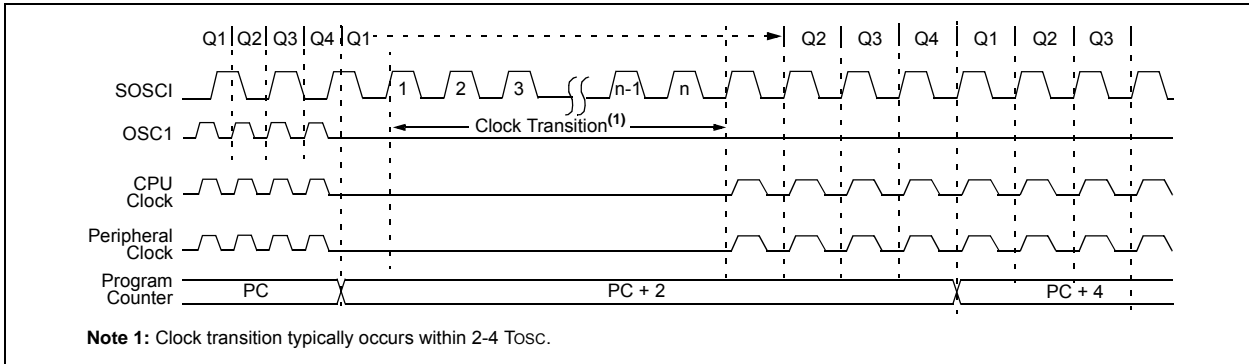 Q1 Q2 Q3 Q4 Q1 Q2 Q3 Q4 Q1 Q2 Q3
SOSCI 1 2 3 n-1 n
Clock Transition(1)
OSC1
CPU
Clock
Peripheral
Clock
Program
Counter
PC PC + 2 PC + 4
Note 1: Clock transition typically occurs within 2-4 TOSC.